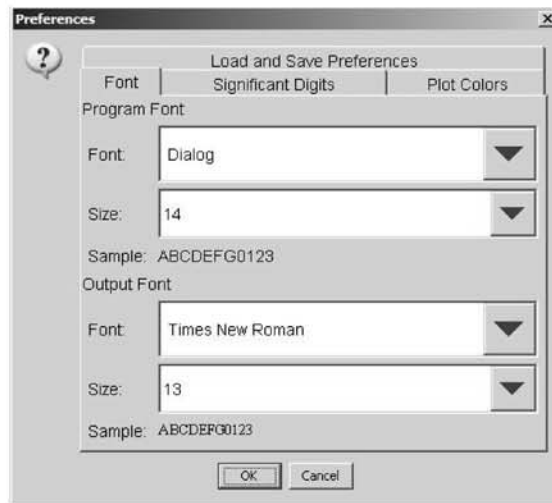 Preferences
Load and Save Preferences
Font Significant Digits Plot Colors
Program Font
Font: Dialog
Size: 14
Sample: ABCDEFG0123
Output Font
Font: Times New Roman
Size: 13
Sample: ABCDEFG0123
OK Cancel